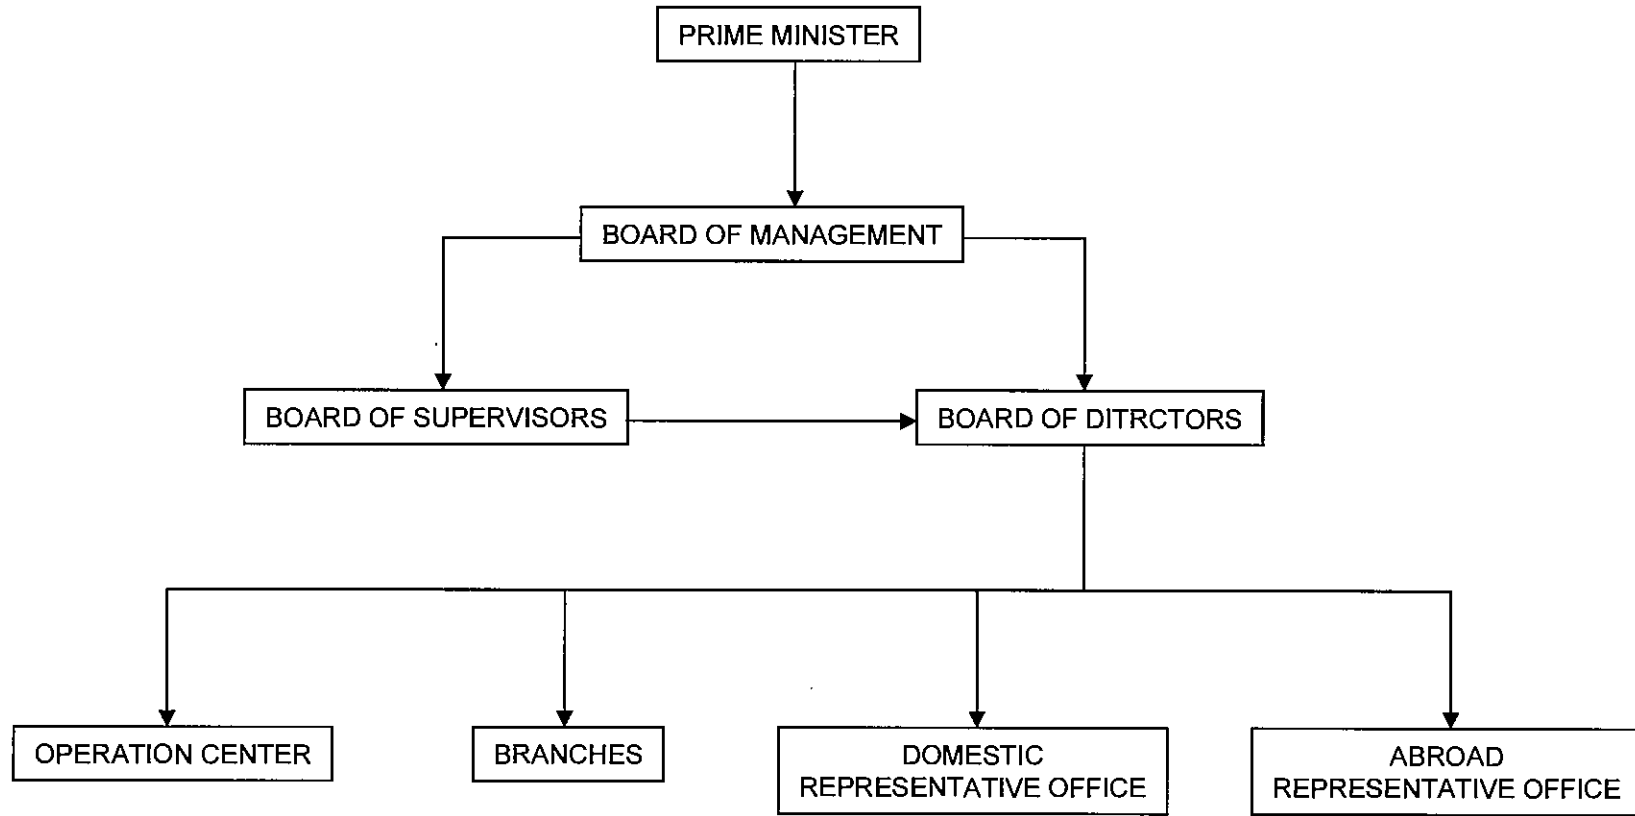 PRIME MINISTER
BOARD OF MANAGEMENT
BOARD OF SUPERVISORS
BOARD OF DITRCTORS
OPERATION CENTER
BRANCHES
DOMESTIC
REPRESENTATIVE OFFICE
ABROAD
REPRESENTATIVE OFFICE